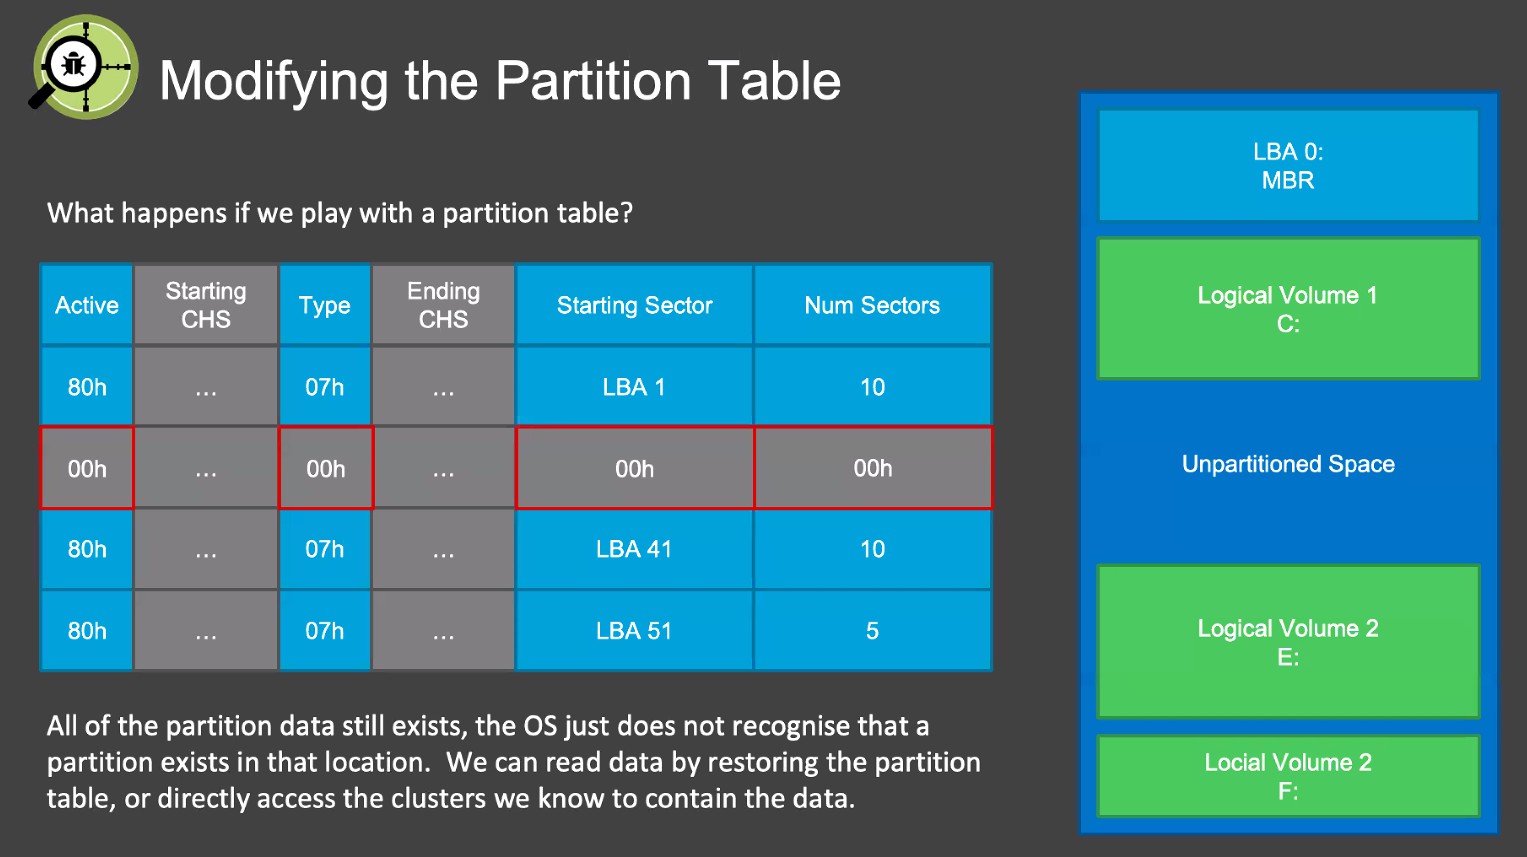 Modifying the Partition Table
What happens if we play with a partition table?
Active Starting CHS Type Ending CHS Starting Sector Num Sectors
80h ... 07h ... LBA 1 10
00h ... 00h ... 00h 00h
80h ... 07h ... LBA 41 10
80h ... 07h ... LBA 51 5
All of the partition data still exists, the OS just does not recognise that a
partition exists in that location.  We can read data by restoring the partition
table, or directly access the clusters we know to contain the data.
LBA 0:
MBR
Logical Volume 1
C:
Unpartitioned Space
Logical Volume 2
E:
Locial Volume 2
F: